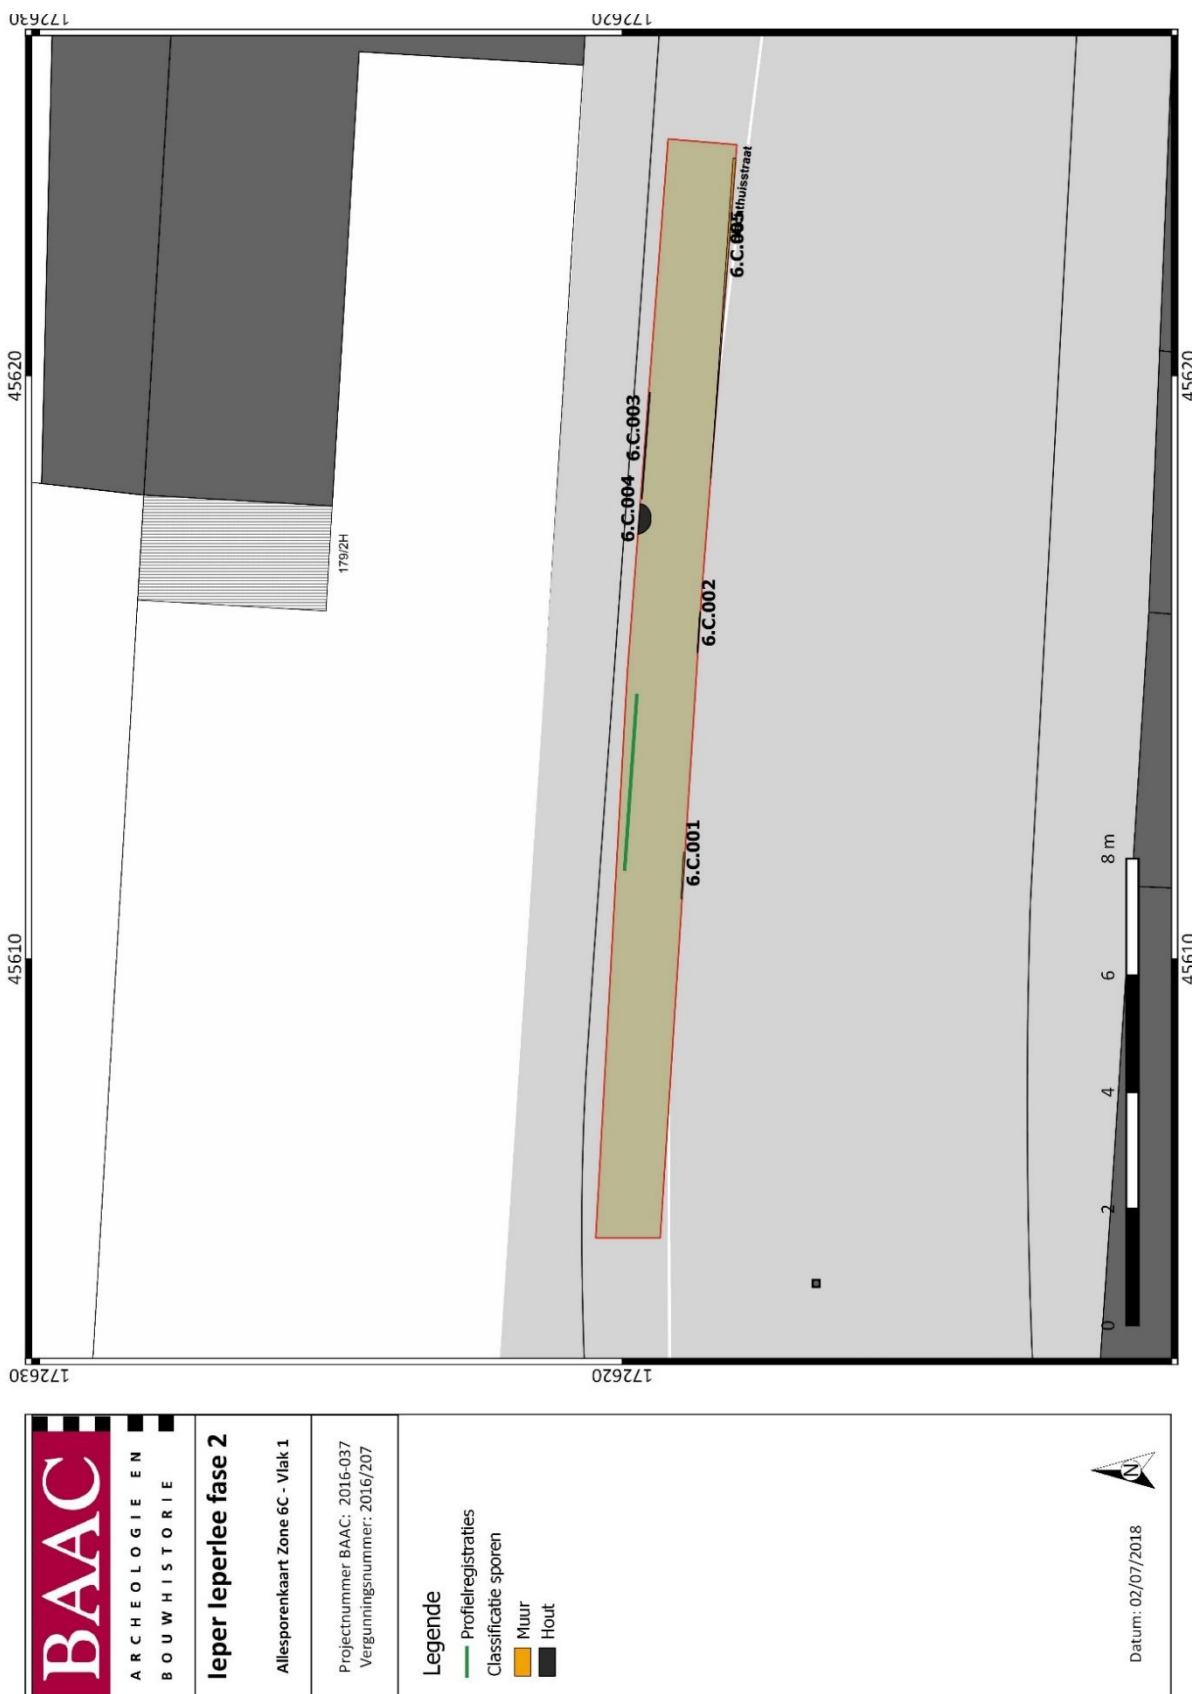 BAAC
ARCHEOLOGIE EN
BOUWHISTORIE
Ieper Ieperlee fase 2
Allesporenkaart Zone 6C - Vlak 1
Projectnummer BAAC: 2016-037
Vergunningsnummer: 2016/207
Legende
Profielregistraties
Classificatie sporen
Muur
Hout
Datum: 02/07/2018
N
45610
45620
172630
172630
179/2H
6.C.004
6.C.003
172620
172620
6.C.001
6.C.002
6.C.005
0
2
4
6
8 m
45610
45620